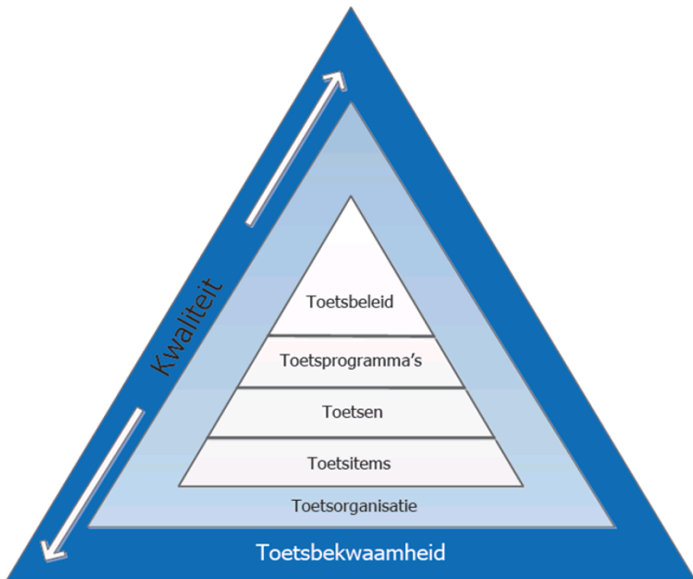 Kwaliteit
Toetsbeleid
Toetsprogramma's
Toetsen
Toetsitems
Toetsorganisatie
Toetsbekwaamheid